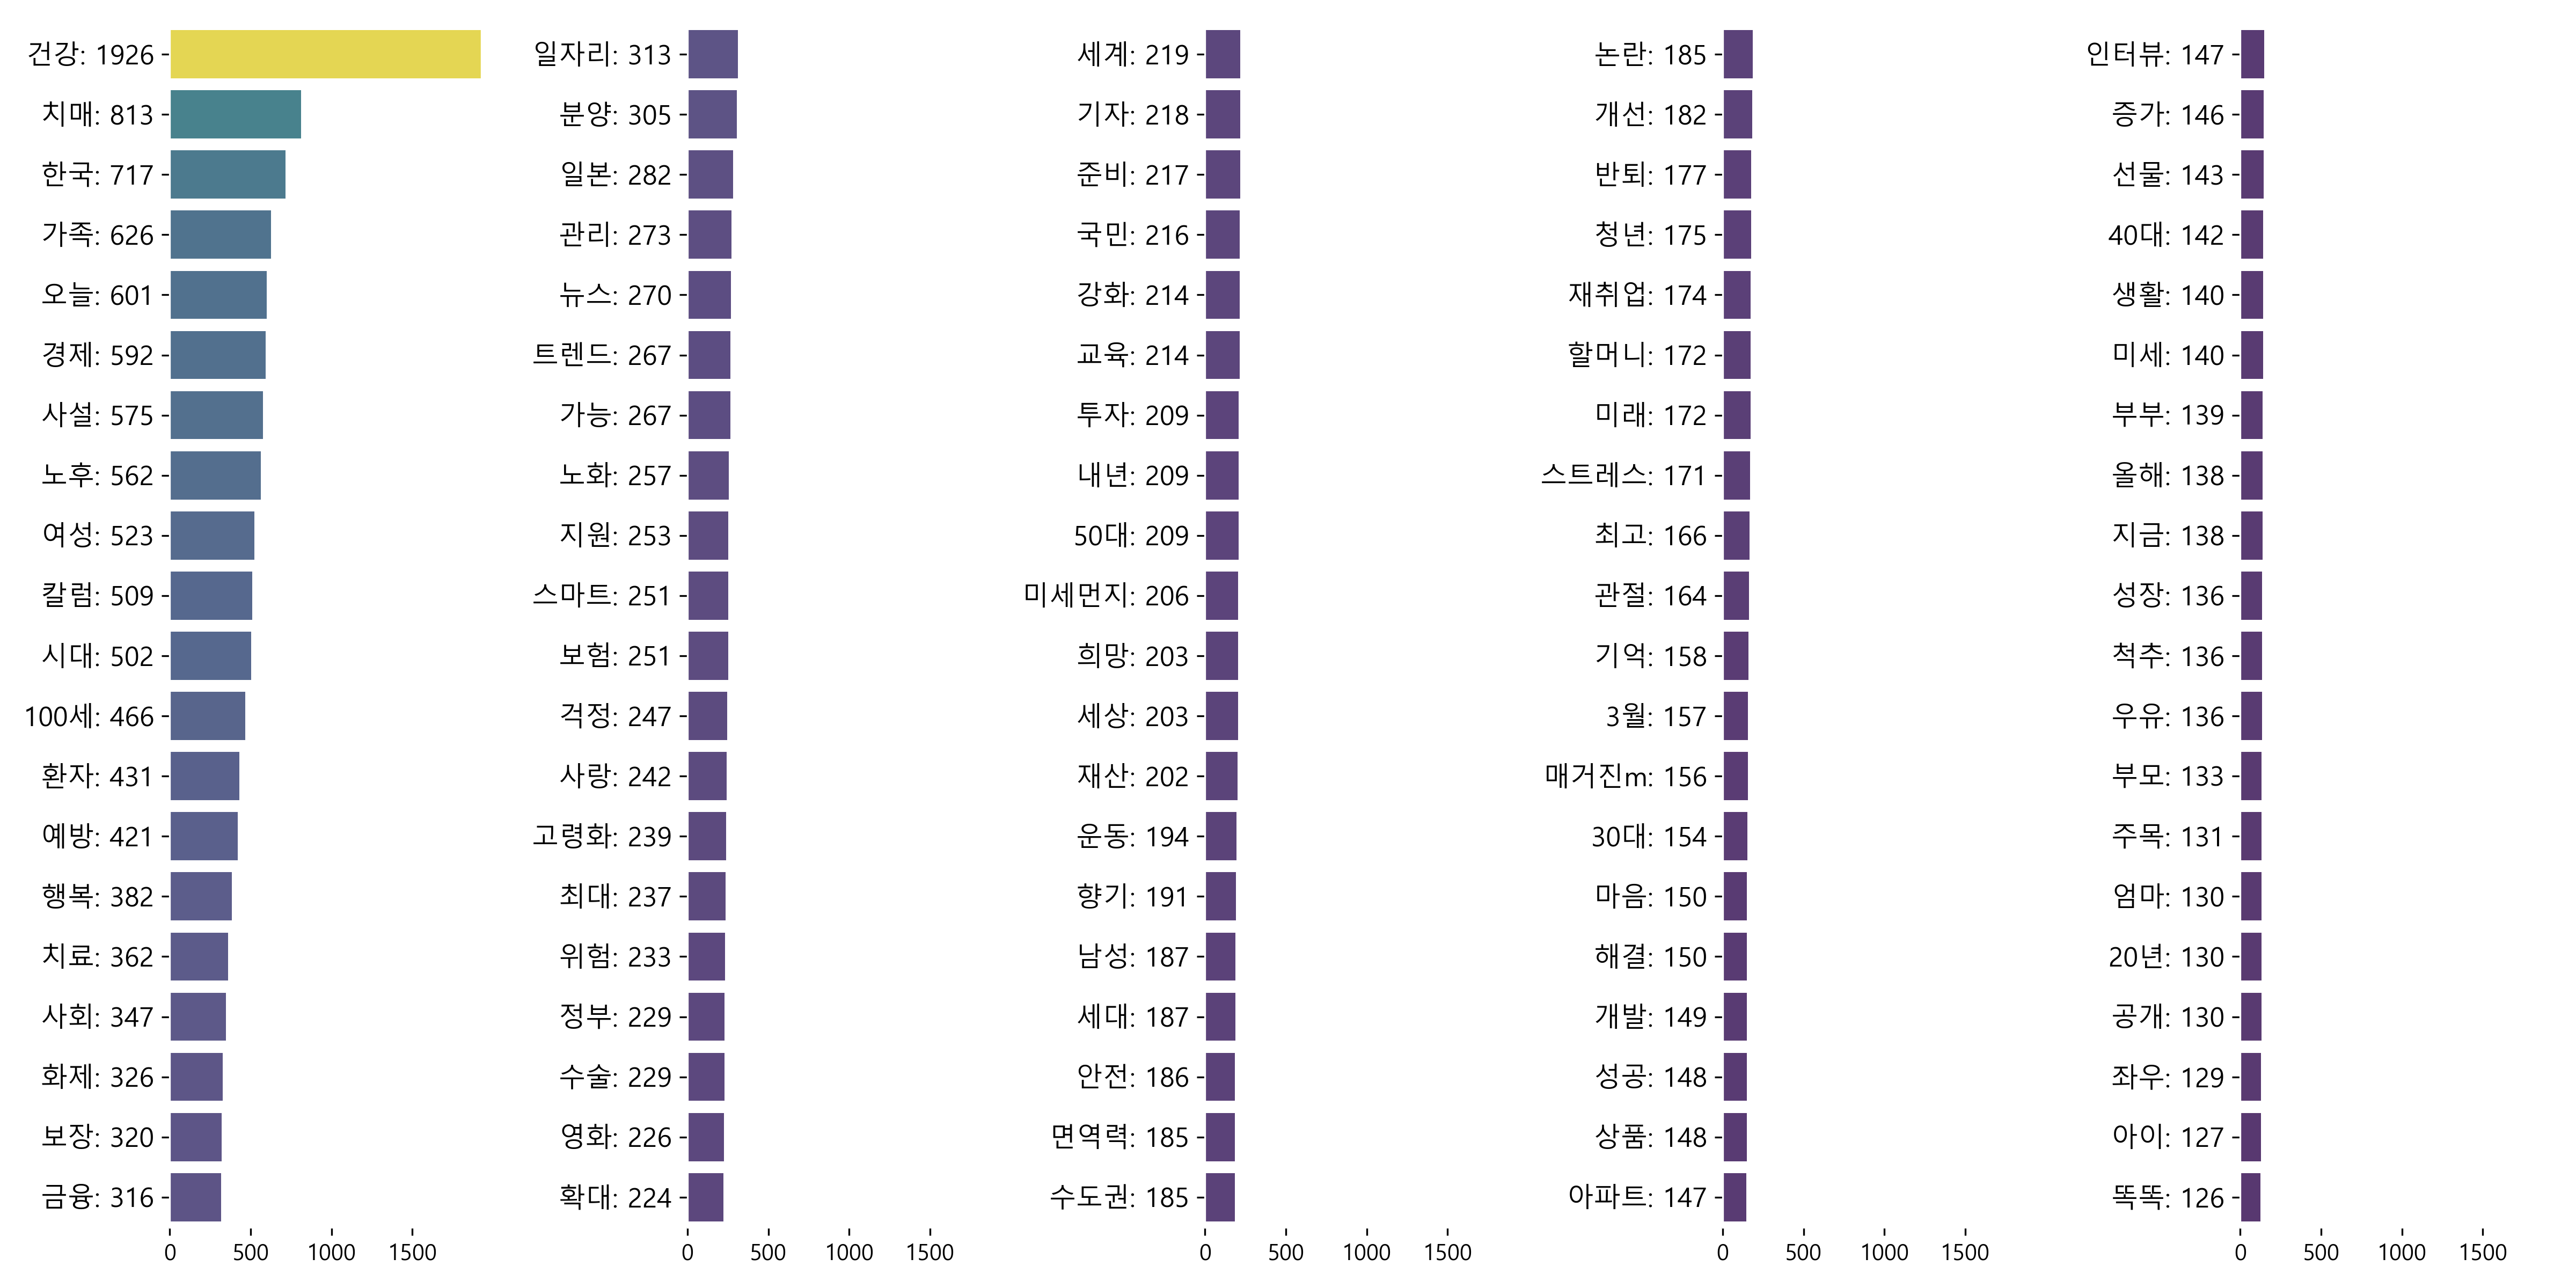 건강: 1926
치매: 813
한국: 717
가족: 626
오늘: 601
경제: 592
사설: 575
노후: 562
여성: 523
칼럼: 509
시대: 502
100세: 466
환자: 431
예방: 421
행복: 382
치료: 362
사회: 347
화제: 326
보장: 320
금융: 316
0 500 1000 1500
일자리: 313
분양: 305
일본: 282
관리: 273
뉴스: 270
트렌드: 267
가능: 267
노화: 257
지원: 253
스마트: 251
보험: 251
걱정: 247
사랑: 242
고령화: 239
최대: 237
위험: 233
정부: 229
수술: 229
영화: 226
확대: 224
0 500 1000 1500
세계: 219
기자: 218
준비: 217
국민: 216
강화: 214
교육: 214
투자: 209
내년: 209
50대: 209
미세먼지: 206
희망: 203
세상: 203
재산: 202
운동: 194
향기: 191
남성: 187
세대: 187
안전: 186
면역력: 185
수도권: 185
0 500 1000 1500
논란: 185
개선: 182
반퇴: 177
청년: 175
재취업: 174
할머니: 172
미래: 172
스트레스: 171
최고: 166
관절: 164
기억: 158
3월: 157
매거진m: 156
30대: 154
마음: 150
해결: 150
개발: 149
성공: 148
상품: 148
아파트: 147
0 500 1000 1500
인터뷰: 147
증가: 146
선물: 143
40대: 142
생활: 140
미세: 140
부부: 139
올해: 138
지금: 138
성장: 136
척추: 136
우유: 136
부모: 133
주목: 131
엄마: 130
20년: 130
공개: 130
좌우: 129
아이: 127
똑똑: 126
0 500 1000 1500